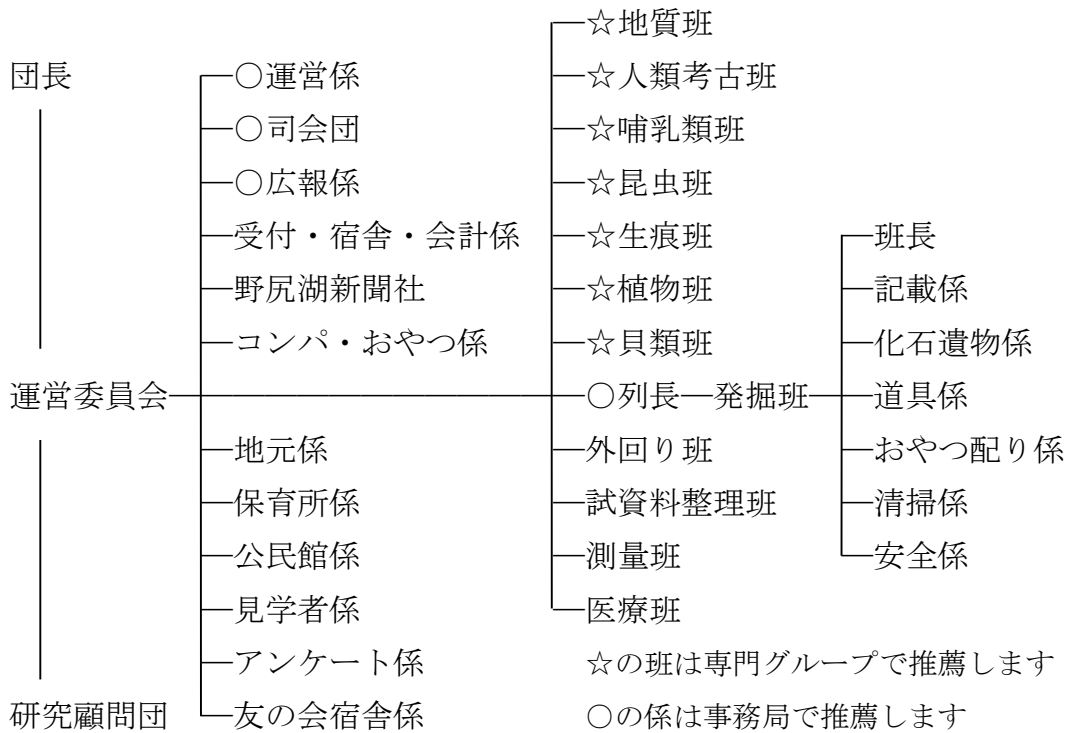 ☆地質班
団長 ○運営係 ☆人類考古班
○司会団 ☆哺乳類班
○広報係 ☆昆虫班
受付・宿舎・会計係 ☆生痕班 班長
野尻湖新聞社 ☆植物班 記載係
コンパ・おやつ係 ☆貝類班 化石遺物係
運営委員会 ○列長 発掘班 道具係
地元係 外回り班 おやつ配り係
保育所係 試資料整理班 清掃係
公民館係 測量班 安全係
見学者係 医療班
アンケート係 ☆の班は専門グループで推薦します
研究顧問団 友の会宿舎係 ○の係は事務局で推薦します